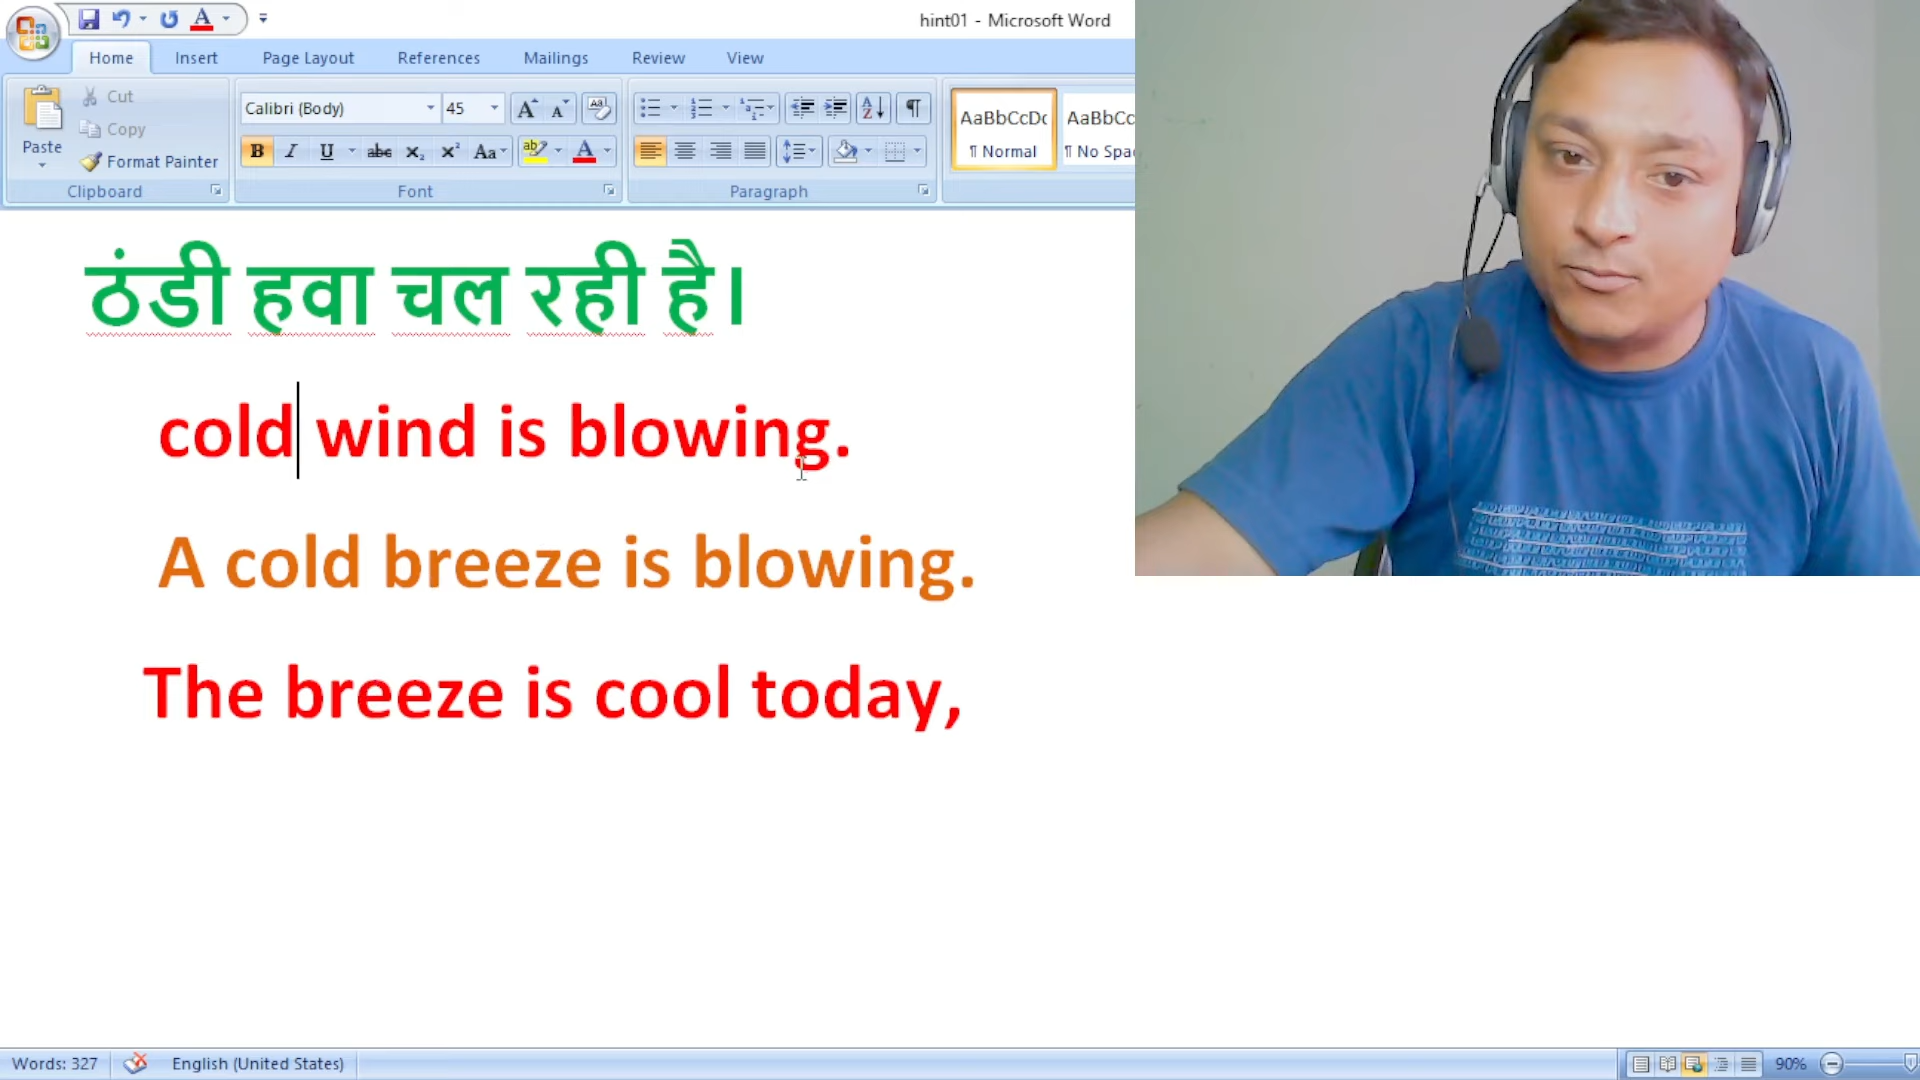 hint01 - Microsoft Word
Home Insert Page Layout References Mailings Review View
Paste
Cut
Copy
Format Painter
Clipboard
Calibri (Body) 45
Font
Paragraph
AaBbCcDc AaBbCc
¶ Normal ¶ No Spac
ठंडी हवा चल रही है।
cold wind is blowing.
A cold breeze is blowing.
The breeze is cool today,
Words: 327 English (United States) 90%